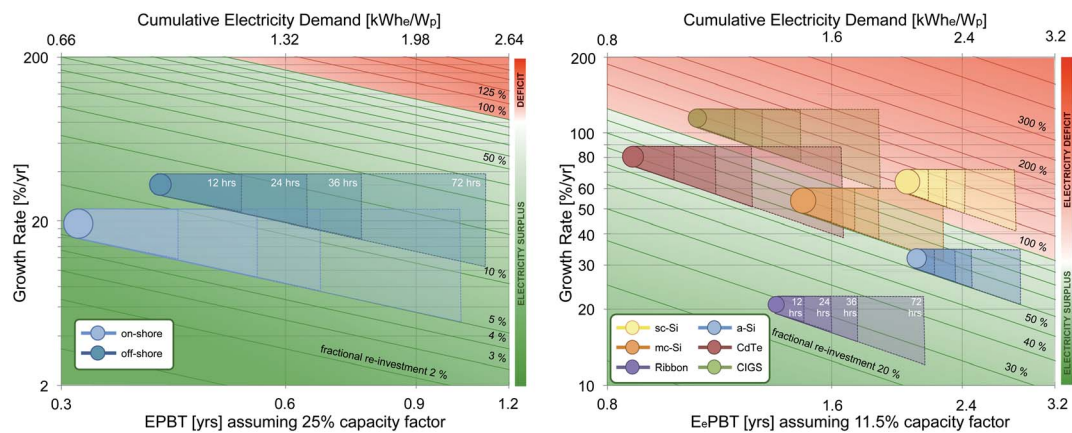 Cumulative Electricity Demand [kWhe/Wp]
0.66 1.32 1.98 2.64
200
20
2
Growth Rate [%/yr]
125 %
100 %
50 %
12 hrs 24 hrs 36 hrs 72 hrs
10 %
5 %
4 %
3 %
fractional re-investment 2 %
on-shore
off-shore
DEFICIT
ELECTRICITY SURPLUS
0.3 0.6 0.9 1.2
EPBT [yrs] assuming 25% capacity factor
Cumulative Electricity Demand [kWhe/Wp]
0.8 1.6 2.4 3.2
200
100
80
60
50
40
30
20
10
Growth Rate [%/yr]
300 %
200 %
100 %
50 %
40 %
30 %
12 hrs
24 hrs
36 hrs
72 hrs
fractional re-investment 20 %
sc-Si a-Si
mc-Si CdTe
Ribbon CIGS
ELECTRICITY DEFICIT
ELECTRICITY SURPLUS
0.8 1.6 2.4 3.2
EePBT [yrs] assuming 11.5% capacity factor